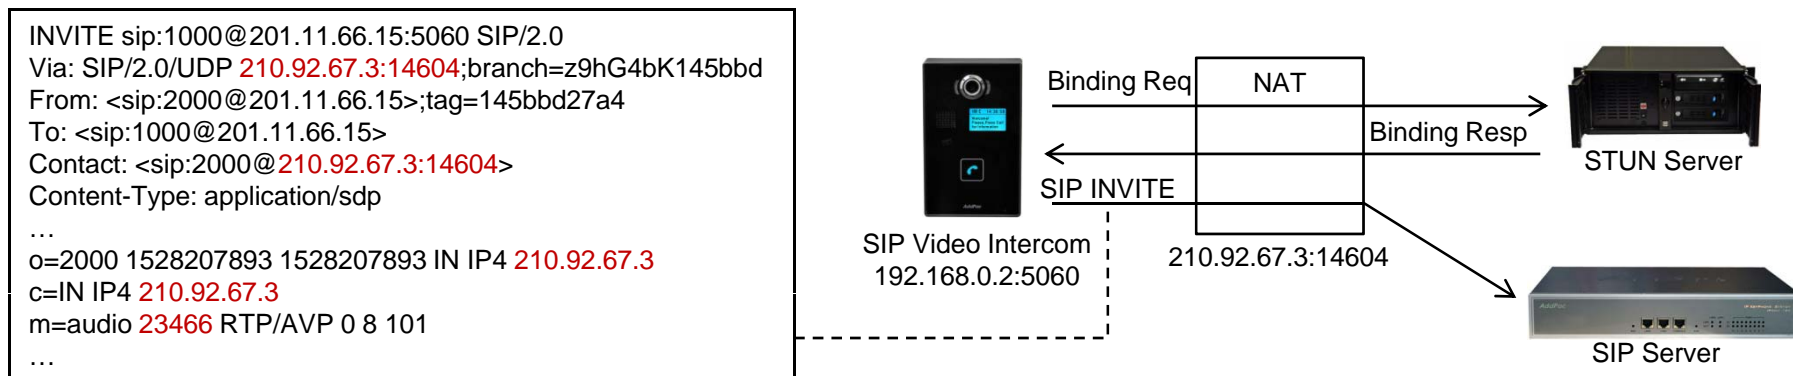 INVITE sip:1000@201.11.66.15:5060 SIP/2.0
Via: SIP/2.0/UDP 210.92.67.3:14604;branch=z9hG4bK145bbd
From: <sip:2000@201.11.66.15>;tag=145bbd27a4
To: <sip:1000@201.11.66.15>
Contact: <sip:2000@210.92.67.3:14604>
Content-Type: application/sdp
…
o=2000 1528207893 1528207893 IN IP4 210.92.67.3
c=IN IP4 210.92.67.3
m=audio 23466 RTP/AVP 0 8 101
…
Binding Req
NAT
Binding Resp
STUN Server
SIP INVITE
SIP Video Intercom
192.168.0.2:5060
210.92.67.3:14604
AddPac
SIP Server